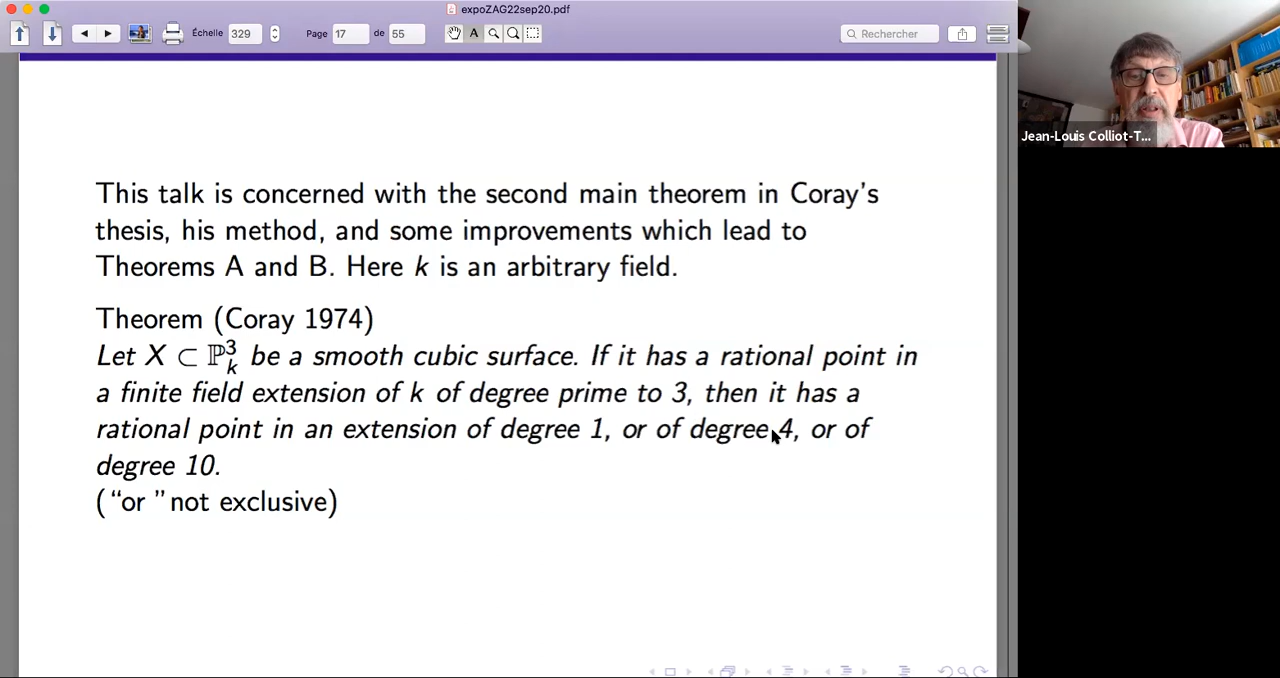 expoZAG22sep20.pdf
Échelle 329 Page 17 de 55 A Rechercher
This talk is concerned with the second main theorem in Coray's
thesis, his method, and some improvements which lead to
Theorems A and B. Here k is an arbitrary field.
Theorem (Coray 1974)
Let X ⊂ ℙ³ₖ be a smooth cubic surface. If it has a rational point in
a finite field extension of k of degree prime to 3, then it has a
rational point in an extension of degree 1, or of degree 4, or of
degree 10.
( "or " not exclusive)
Jean-Louis Colliot-T...